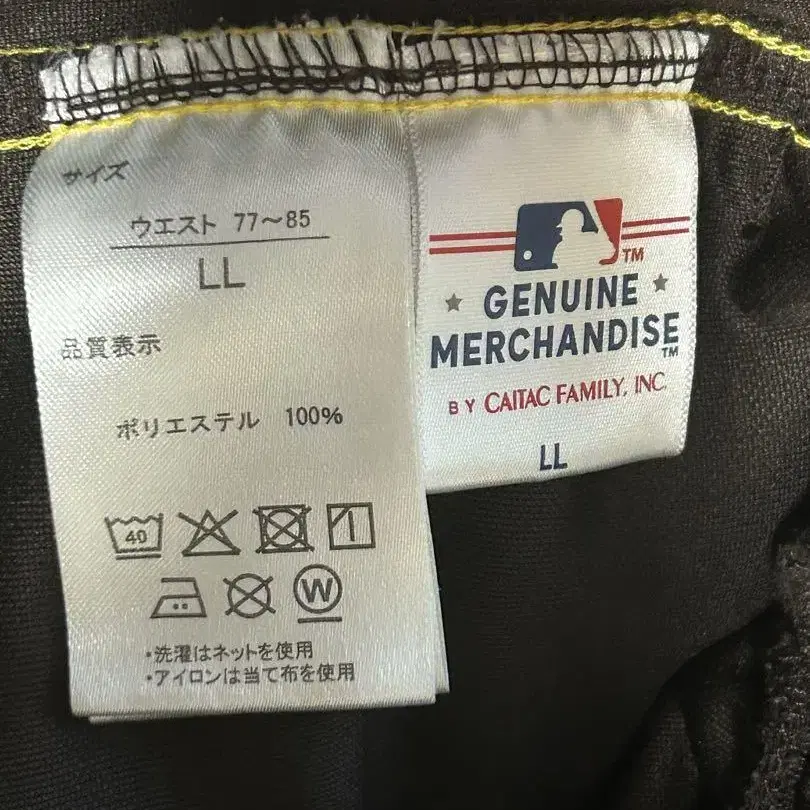 サイズ
ウエスト 77～85
LL
品質表示
ポリエステル 100%
40
W
・洗濯はネットを使用
・アイロンは当て布を使用
TM
GENUINE
MERCHANDISE TM
BY CAITAC FAMILY, INC.
LL